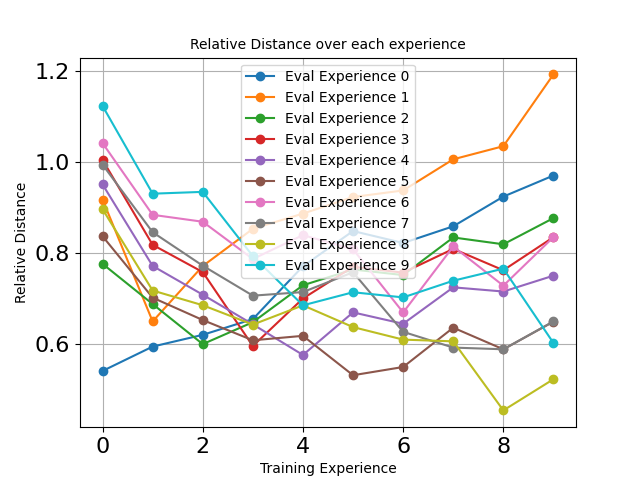 Relative Distance over each experience
Eval Experience 0
Eval Experience 1
Eval Experience 2
Eval Experience 3
Eval Experience 4
Eval Experience 5
Eval Experience 6
Eval Experience 7
Eval Experience 8
Eval Experience 9
Relative Distance
1.2
1.0
0.8
0.6
0 2 4 6 8
Training Experience